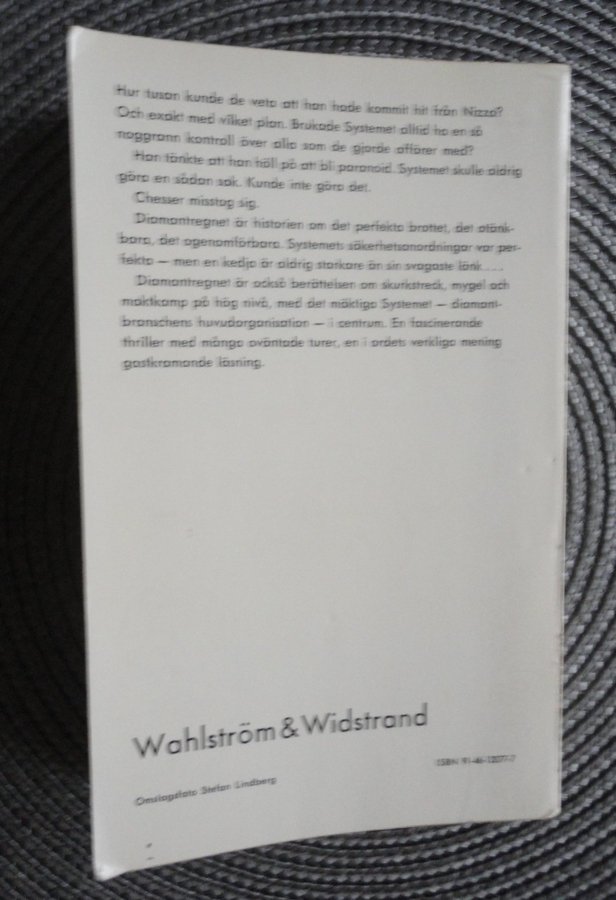 Hur tusan kunde de veta att han hade kommit hit från Nizza?
Och exakt med vilket plan. Brukade Systemet alltid ha en så
noggrann kontroll över alla som de gjorde affärer med?
Han tänkte att han höll på att bli paranoid. Systemet skulle aldrig
göra en sådan sak. Kunde inte göra det.
Chesser misstog sig.
Diamantregnet är historien om det perfekta brottet, det otänk-
bara, det ogenomförbara. Systemets säkerhetsanordningar var per-
fekta — men en kedja är aldrig starkare än sin svagaste länk.....
Diamantregnet är också berättelsen om skurkstreck, mygel och
maktkamp på hög nivå, med det mäktiga Systemet — diamant-
branschens huvudorganisation — i centrum. En fascinerande
thriller med många oväntade turer, en i ordets verkliga mening
gastkramande läsning.
Wahlström & Widstrand
ISBN 91-46-12077-7
Omslagsfoto Stefan Lindberg